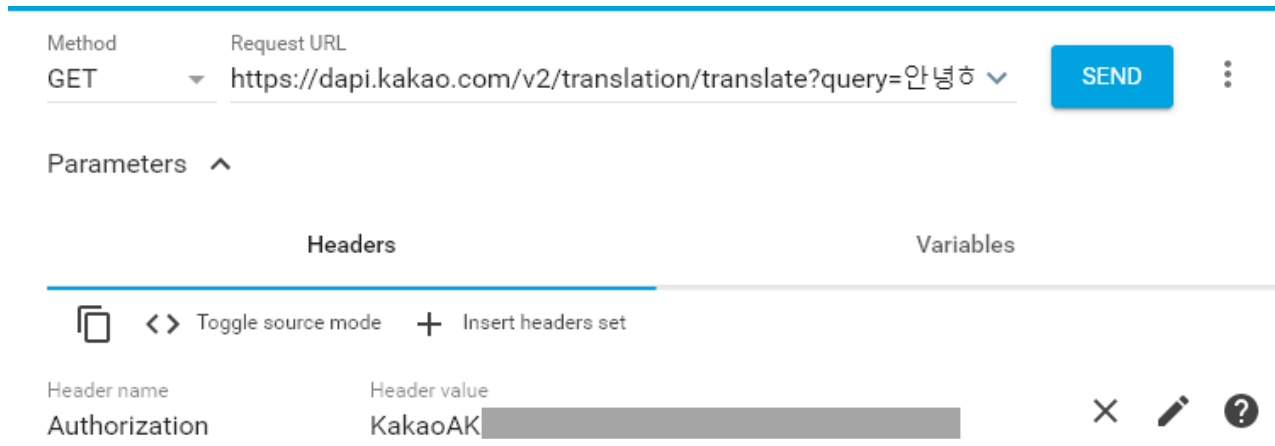 Method Request URL
GET https://dapi.kakao.com/v2/translation/translate?query=안녕ㅎ SEND
Parameters
Headers Variables
Toggle source mode Insert headers set
Header name Header value
Authorization KakaoAK